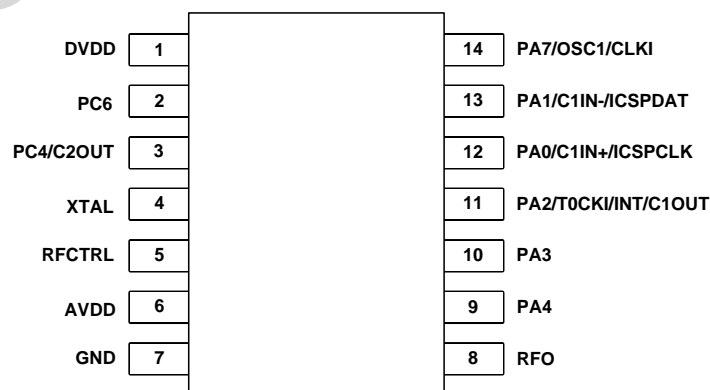 DVDD 1 14 PA7/OSC1/CLKI
PC6 2 13 PA1/C1IN-/ICSPDAT
PC4/C2OUT 3 12 PA0/C1IN+/ICSPCLK
XTAL 4 11 PA2/T0CKI/INT/C1OUT
RFCTRL 5 10 PA3
AVDD 6 9 PA4
GND 7 8 RFO